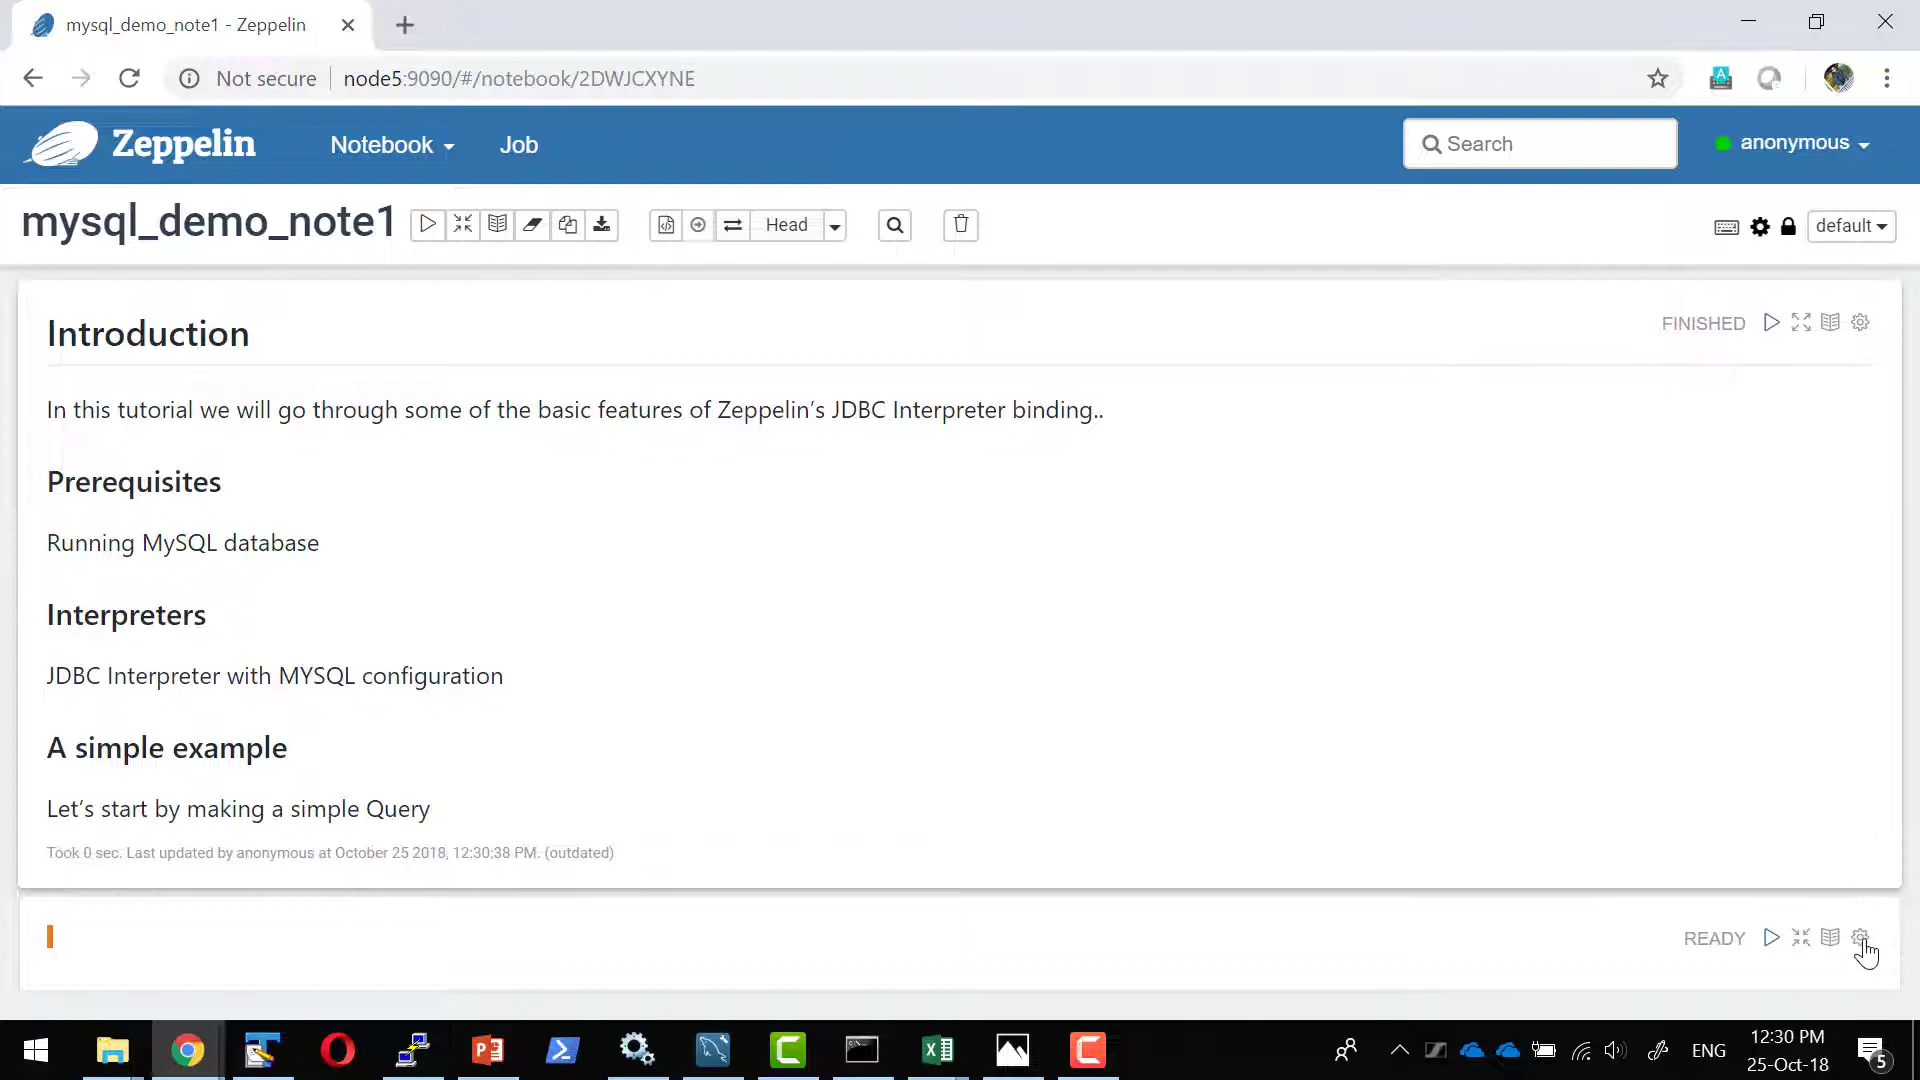 mysql_demo_note1 - Zeppelin
Not secure node5:9090/#/notebook/2DWJCXYNE
Zeppelin Notebook Job Search anonymous
mysql_demo_note1 Head default
Introduction
FINISHED
In this tutorial we will go through some of the basic features of Zeppelin's JDBC Interpreter binding..
Prerequisites
Running MySQL database
Interpreters
JDBC Interpreter with MYSQL configuration
A simple example
Let's start by making a simple Query
Took 0 sec. Last updated by anonymous at October 25 2018, 12:30:38 PM. (outdated)
READY
ENG
12:30 PM
25-Oct-18
5